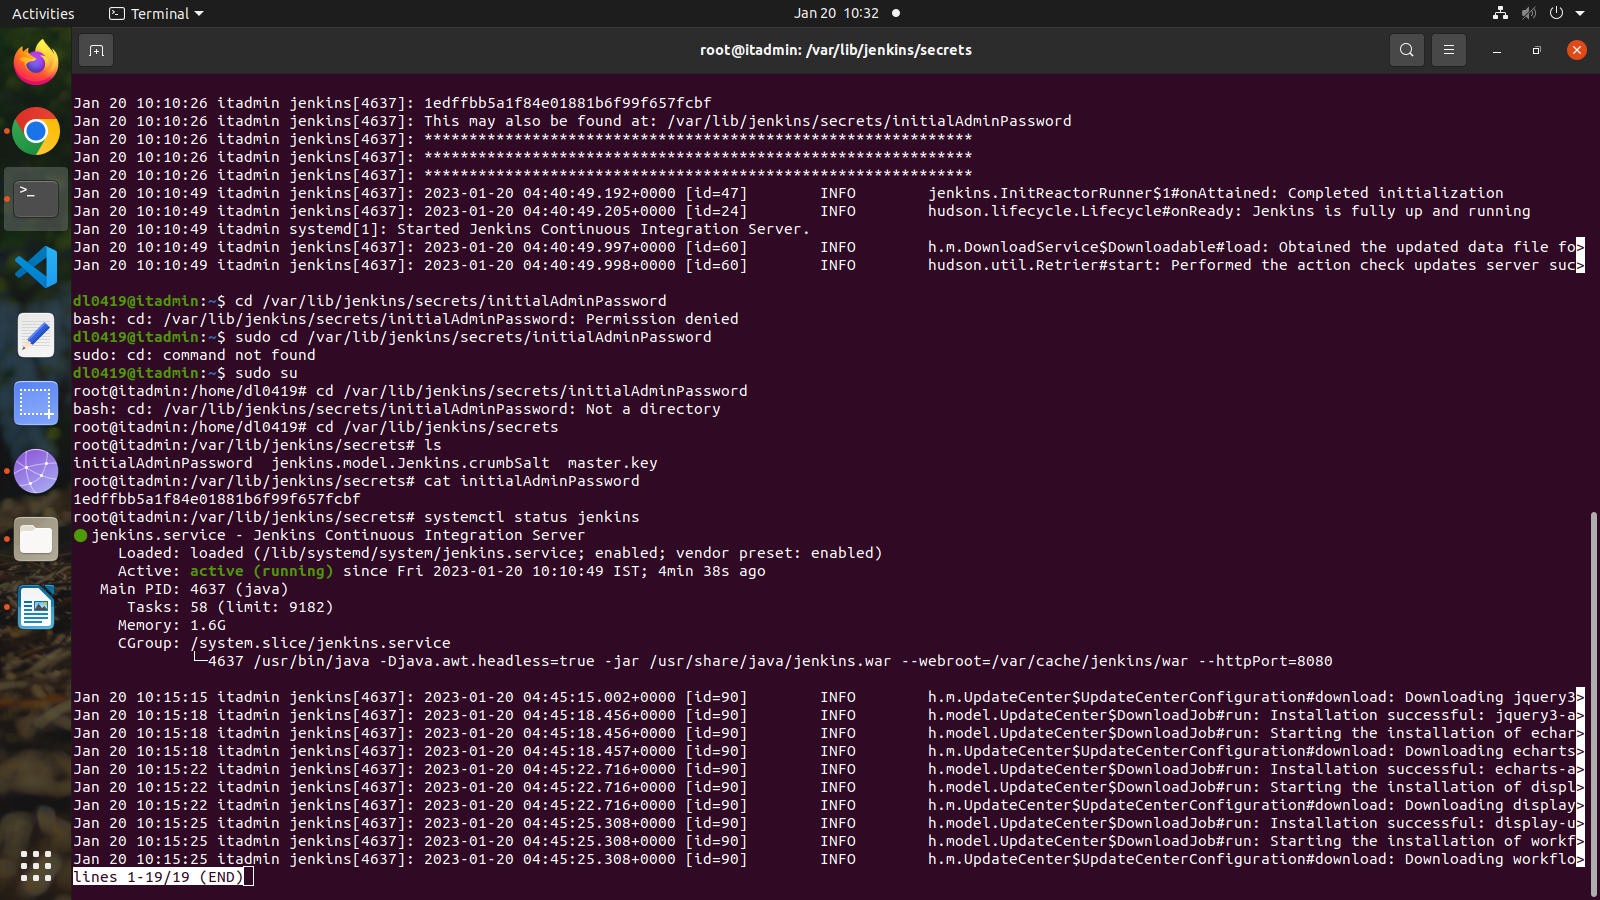 Activities
Terminal
Jan 20 10:32
root@itadmin: /var/lib/jenkins/secrets
Jan 20 10:10:26 itadmin jenkins[4637]: 1edffbb5a1f84e01881b6f99f657fcbf
Jan 20 10:10:26 itadmin jenkins[4637]: This may also be found at: /var/lib/jenkins/secrets/initialAdminPassword
Jan 20 10:10:26 itadmin jenkins[4637]: *************************************************************
Jan 20 10:10:26 itadmin jenkins[4637]: *************************************************************
Jan 20 10:10:26 itadmin jenkins[4637]: *************************************************************
Jan 20 10:10:49 itadmin jenkins[4637]: 2023-01-20 04:40:49.192+0000 [id=47]        INFO        jenkins.InitReactorRunner$1#onAttained: Completed initialization
Jan 20 10:10:49 itadmin jenkins[4637]: 2023-01-20 04:40:49.205+0000 [id=24]        INFO        hudson.lifecycle.Lifecycle#onReady: Jenkins is fully up and running
Jan 20 10:10:49 itadmin systemd[1]: Started Jenkins Continuous Integration Server.
Jan 20 10:10:49 itadmin jenkins[4637]: 2023-01-20 04:40:49.997+0000 [id=60]        INFO        h.m.DownloadService$Downloadable#load: Obtained the updated data file fo>
Jan 20 10:10:49 itadmin jenkins[4637]: 2023-01-20 04:40:49.998+0000 [id=60]        INFO        hudson.util.Retrier#start: Performed the action check updates server suc>
dl0419@itadmin:~$ cd /var/lib/jenkins/secrets/initialAdminPassword
bash: cd: /var/lib/jenkins/secrets/initialAdminPassword: Permission denied
dl0419@itadmin:~$ sudo cd /var/lib/jenkins/secrets/initialAdminPassword
sudo: cd: command not found
dl0419@itadmin:~$ sudo su
root@itadmin:/home/dl0419# cd /var/lib/jenkins/secrets/initialAdminPassword
bash: cd: /var/lib/jenkins/secrets/initialAdminPassword: Not a directory
root@itadmin:/home/dl0419# cd /var/lib/jenkins/secrets
root@itadmin:/var/lib/jenkins/secrets# ls
initialAdminPassword  jenkins.model.Jenkins.crumbSalt  master.key
root@itadmin:/var/lib/jenkins/secrets# cat initialAdminPassword
1edffbb5a1f84e01881b6f99f657fcbf
root@itadmin:/var/lib/jenkins/secrets# systemctl status jenkins
● jenkins.service - Jenkins Continuous Integration Server
     Loaded: loaded (/lib/systemd/system/jenkins.service; enabled; vendor preset: enabled)
     Active: active (running) since Fri 2023-01-20 10:10:49 IST; 4min 38s ago
   Main PID: 4637 (java)
      Tasks: 58 (limit: 9182)
     Memory: 1.6G
     CGroup: /system.slice/jenkins.service
             └─4637 /usr/bin/java -Djava.awt.headless=true -jar /usr/share/java/jenkins.war --webroot=/var/cache/jenkins/war --httpPort=8080
Jan 20 10:15:15 itadmin jenkins[4637]: 2023-01-20 04:45:15.002+0000 [id=90]        INFO        h.m.UpdateCenter$UpdateCenterConfiguration#download: Downloading jquery3>
Jan 20 10:15:18 itadmin jenkins[4637]: 2023-01-20 04:45:18.456+0000 [id=90]        INFO        h.model.UpdateCenter$DownloadJob#run: Installation successful: jquery3-a>
Jan 20 10:15:18 itadmin jenkins[4637]: 2023-01-20 04:45:18.456+0000 [id=90]        INFO        h.model.UpdateCenter$DownloadJob#run: Starting the installation of echar>
Jan 20 10:15:18 itadmin jenkins[4637]: 2023-01-20 04:45:18.457+0000 [id=90]        INFO        h.m.UpdateCenter$UpdateCenterConfiguration#download: Downloading echarts>
Jan 20 10:15:22 itadmin jenkins[4637]: 2023-01-20 04:45:22.716+0000 [id=90]        INFO        h.model.UpdateCenter$DownloadJob#run: Installation successful: echarts-a>
Jan 20 10:15:22 itadmin jenkins[4637]: 2023-01-20 04:45:22.716+0000 [id=90]        INFO        h.model.UpdateCenter$DownloadJob#run: Starting the installation of displ>
Jan 20 10:15:22 itadmin jenkins[4637]: 2023-01-20 04:45:22.716+0000 [id=90]        INFO        h.m.UpdateCenter$UpdateCenterConfiguration#download: Downloading display>
Jan 20 10:15:25 itadmin jenkins[4637]: 2023-01-20 04:45:25.308+0000 [id=90]        INFO        h.model.UpdateCenter$DownloadJob#run: Installation successful: display-u>
Jan 20 10:15:25 itadmin jenkins[4637]: 2023-01-20 04:45:25.308+0000 [id=90]        INFO        h.model.UpdateCenter$DownloadJob#run: Starting the installation of workf>
Jan 20 10:15:25 itadmin jenkins[4637]: 2023-01-20 04:45:25.308+0000 [id=90]        INFO        h.m.UpdateCenter$UpdateCenterConfiguration#download: Downloading workflo>
lines 1-19/19 (END)